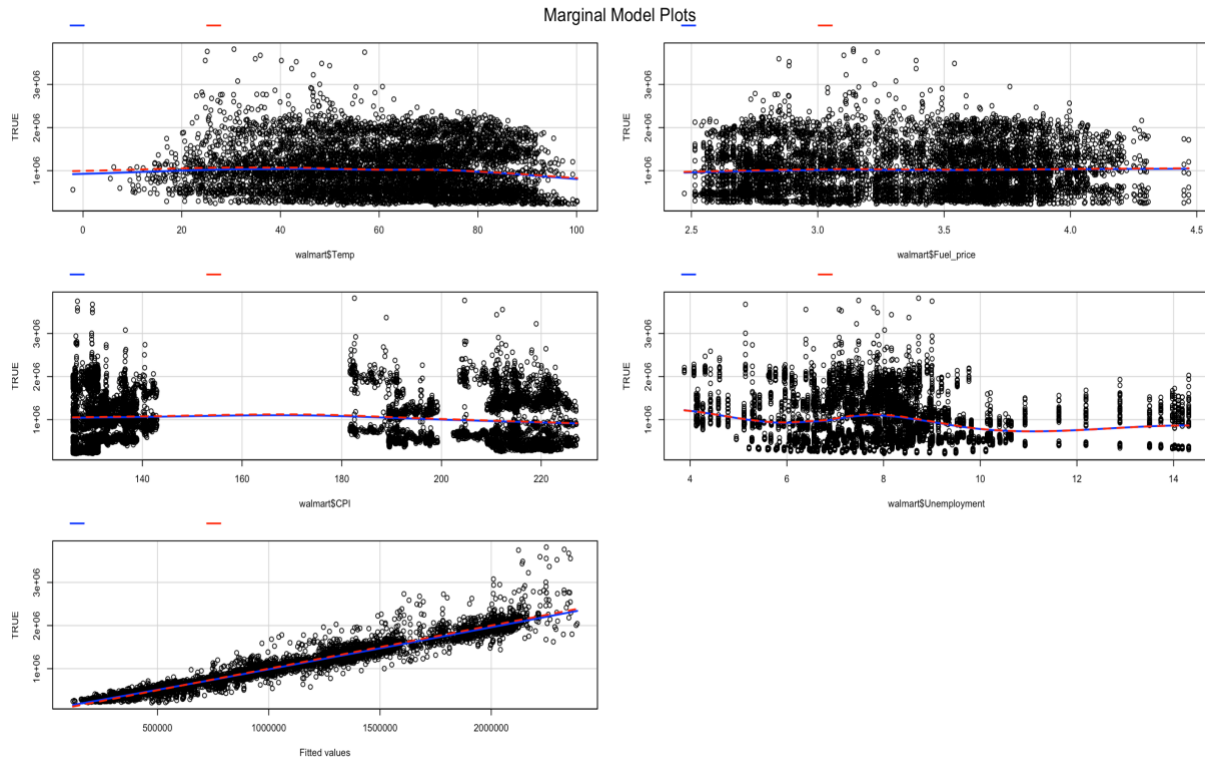 Marginal Model Plots
TRUE
3e+06
2e+06
1e+06
0 20 40 60 80 100
walmart$Temp
TRUE
3e+06
2e+06
1e+06
2.5 3.0 3.5 4.0 4.5
walmart$Fuel_price
TRUE
3e+06
2e+06
1e+06
140 160 180 200 220
walmart$CPI
TRUE
3e+06
2e+06
1e+06
4 6 8 10 12 14
walmart$Unemployment
TRUE
3e+06
2e+06
1e+06
500000 1000000 1500000 2000000
Fitted values